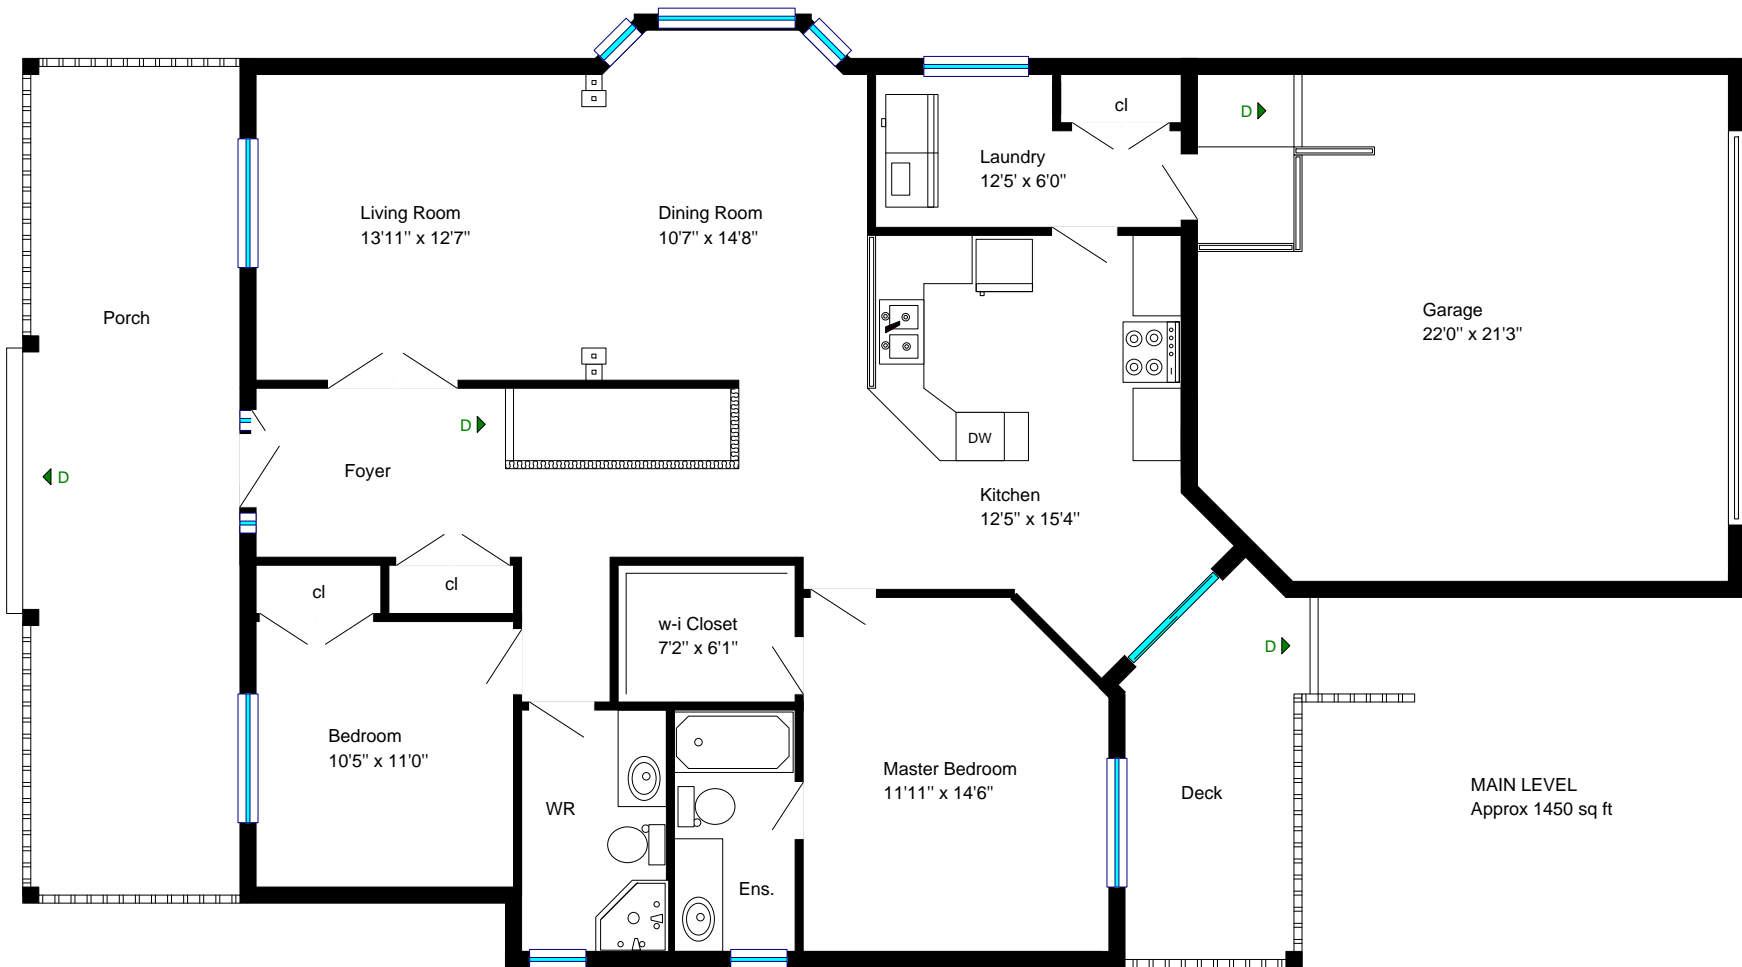 cl
D
Laundry
12'5' x 6'0"
Living Room
13'11" x 12'7"
Dining Room
10'7" x 14'8"
Porch
Garage
22'0" x 21'3"
D
DW
D
Foyer
Kitchen
12'5" x 15'4"
cl
cl
w-i Closet
7'2" x 6'1"
D
Bedroom
10'5" x 11'0"
Master Bedroom
11'11" x 14'6"
WR
Deck
MAIN LEVEL
Approx 1450 sq ft
Ens.